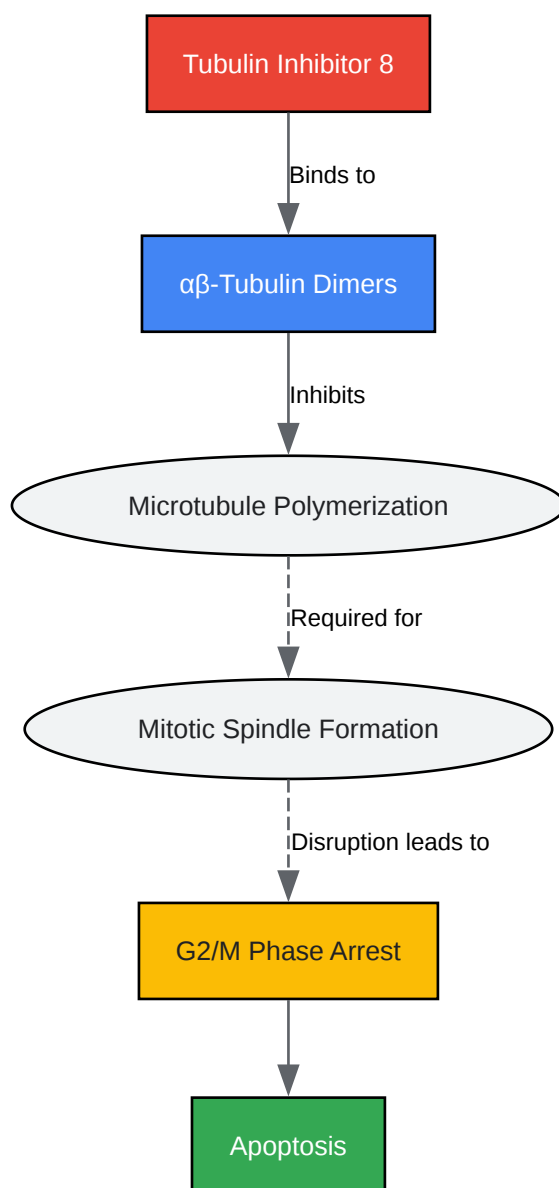 Tubulin Inhibitor 8
Binds to
αβ-Tubulin Dimers
Inhibits
Microtubule Polymerization
Required for
Mitotic Spindle Formation
Disruption leads to
G2/M Phase Arrest
Apoptosis